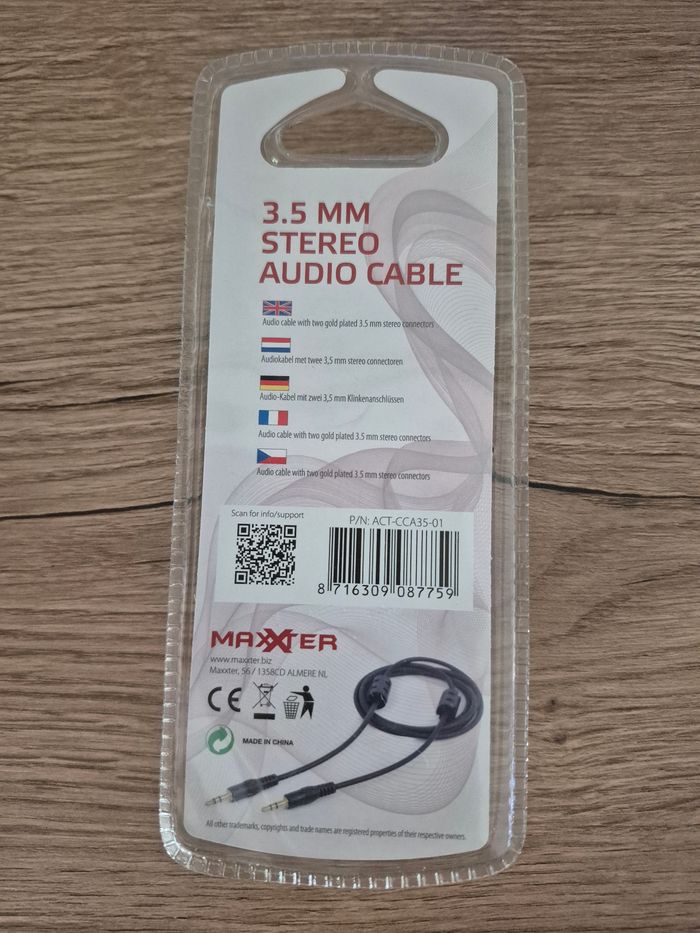 3.5 MM
STEREO
AUDIO CABLE
Audio cable with two gold plated 3.5 mm stereo connectors
Audiokabel met twee 3,5 mm stereo connectoren
Audio-Kabel mit zwei 3,5 mm Klinkenanschlüssen
Audio cable with two gold plated 3.5 mm stereo connectors
Audio cable with two gold plated 3.5 mm stereo connectors
Scan for info/support
P/N: ACT-CCA35-01
8 716309 087759
MAXXTER
www.maxxter.biz
Maxxter, 56 / 1358CD ALMERE NL
CE
MADE IN CHINA
All other trademarks, copyrights and trade names are registered properties of their respective owners.